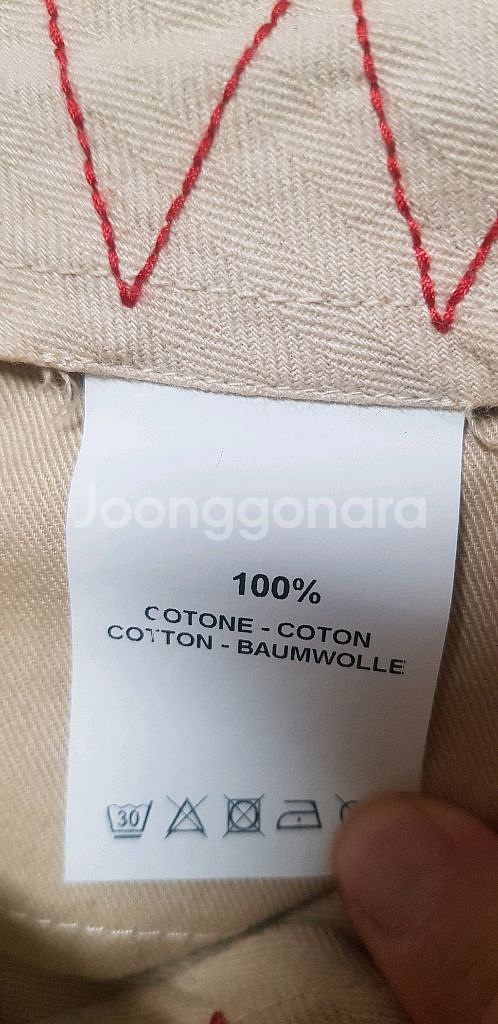 Joonggonara
100%
COTONE - COTON
COTTON - BAUMWOLLE
30